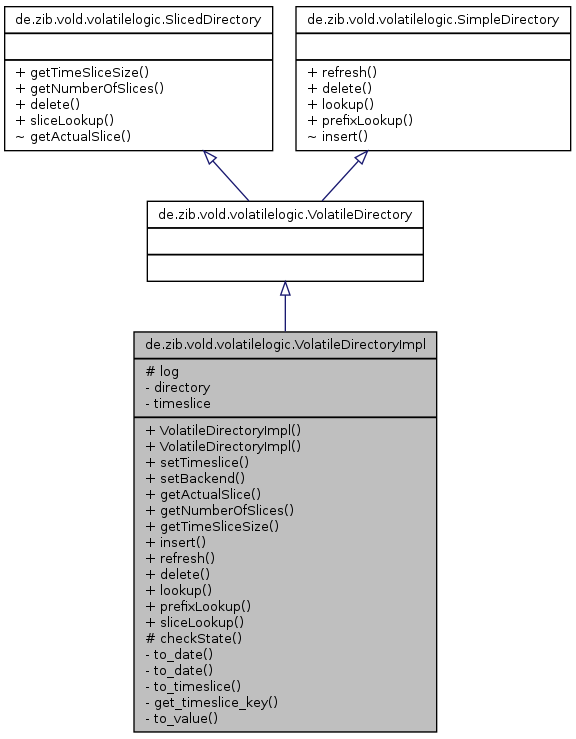 de.zib.vold.volatilelogic.SlicedDirectory
+ getTimeSliceSize()
+ getNumberOfSlices()
+ delete()
+ sliceLookup()
~ getActualSlice()
de.zib.vold.volatilelogic.SimpleDirectory
+ refresh()
+ delete()
+ lookup()
+ prefixLookup()
~ insert()
de.zib.vold.volatilelogic.VolatileDirectory
de.zib.vold.volatilelogic.VolatileDirectoryImpl
# log
- directory
- timeslice
+ VolatileDirectoryImpl()
+ VolatileDirectoryImpl()
+ setTimeslice()
+ setBackend()
+ getActualSlice()
+ getNumberOfSlices()
+ getTimeSliceSize()
+ insert()
+ refresh()
+ delete()
+ lookup()
+ prefixLookup()
+ sliceLookup()
# checkState()
- to_date()
- to_date()
- to_timeslice()
- get_timeslice_key()
- to_value()